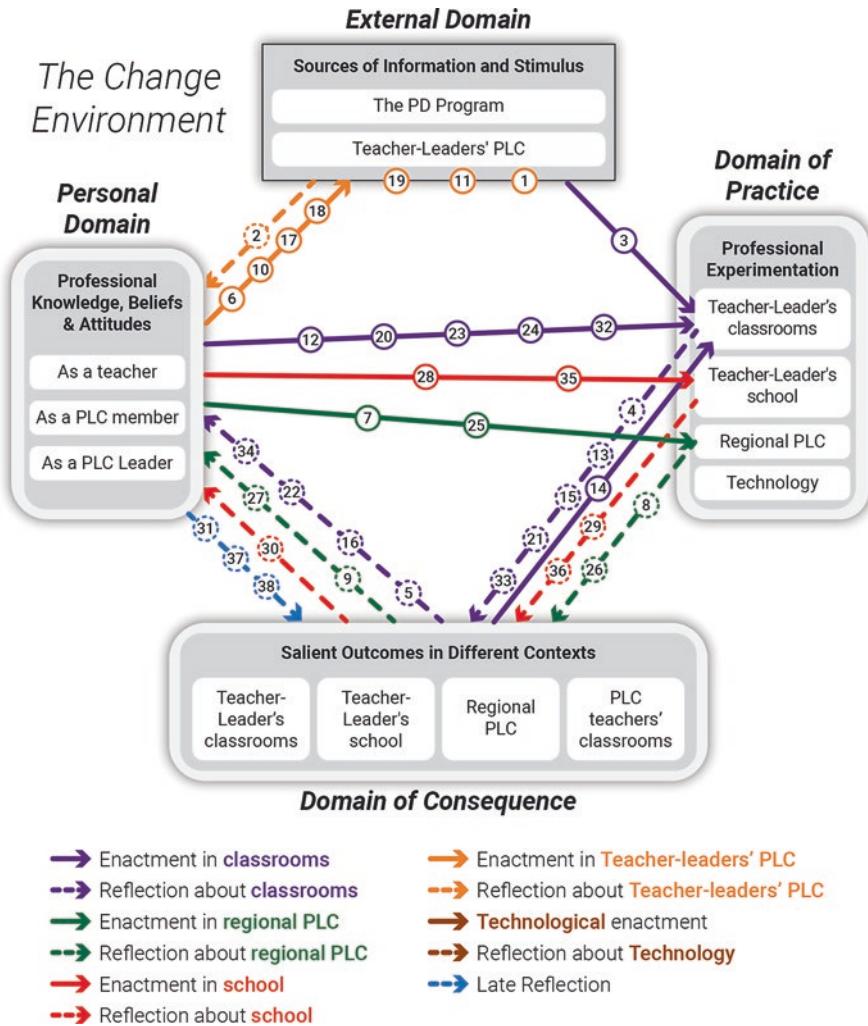 External Domain
The Change
Environment
Sources of Information and Stimulus
The PD Program
Teacher-Leaders' PLC
19
11
1
Domain of
Practice
Personal
Domain
18
2
17
10
6
3
Professional
Knowledge, Beliefs
& Attitudes
As a teacher
As a PLC member
As a PLC Leader
Professional
Experimentation
Teacher-Leader's
classrooms
Teacher-Leader's
school
Regional PLC
Technology
12
20
23
24
32
28
35
7
25
4
13
15
14
21
33
29
36
8
26
34
22
16
5
27
9
30
31
37
38
Salient Outcomes in Different Contexts
Teacher-
Leader's
classrooms
Teacher-
Leader's
school
Regional
PLC
PLC
teachers'
classrooms
Domain of Consequence
Enactment in classrooms
Reflection about classrooms
Enactment in regional PLC
Reflection about regional PLC
Enactment in school
Reflection about school
Enactment in Teacher-leaders' PLC
Reflection about Teacher-leaders' PLC
Technological enactment
Reflection about Technology
Late Reflection